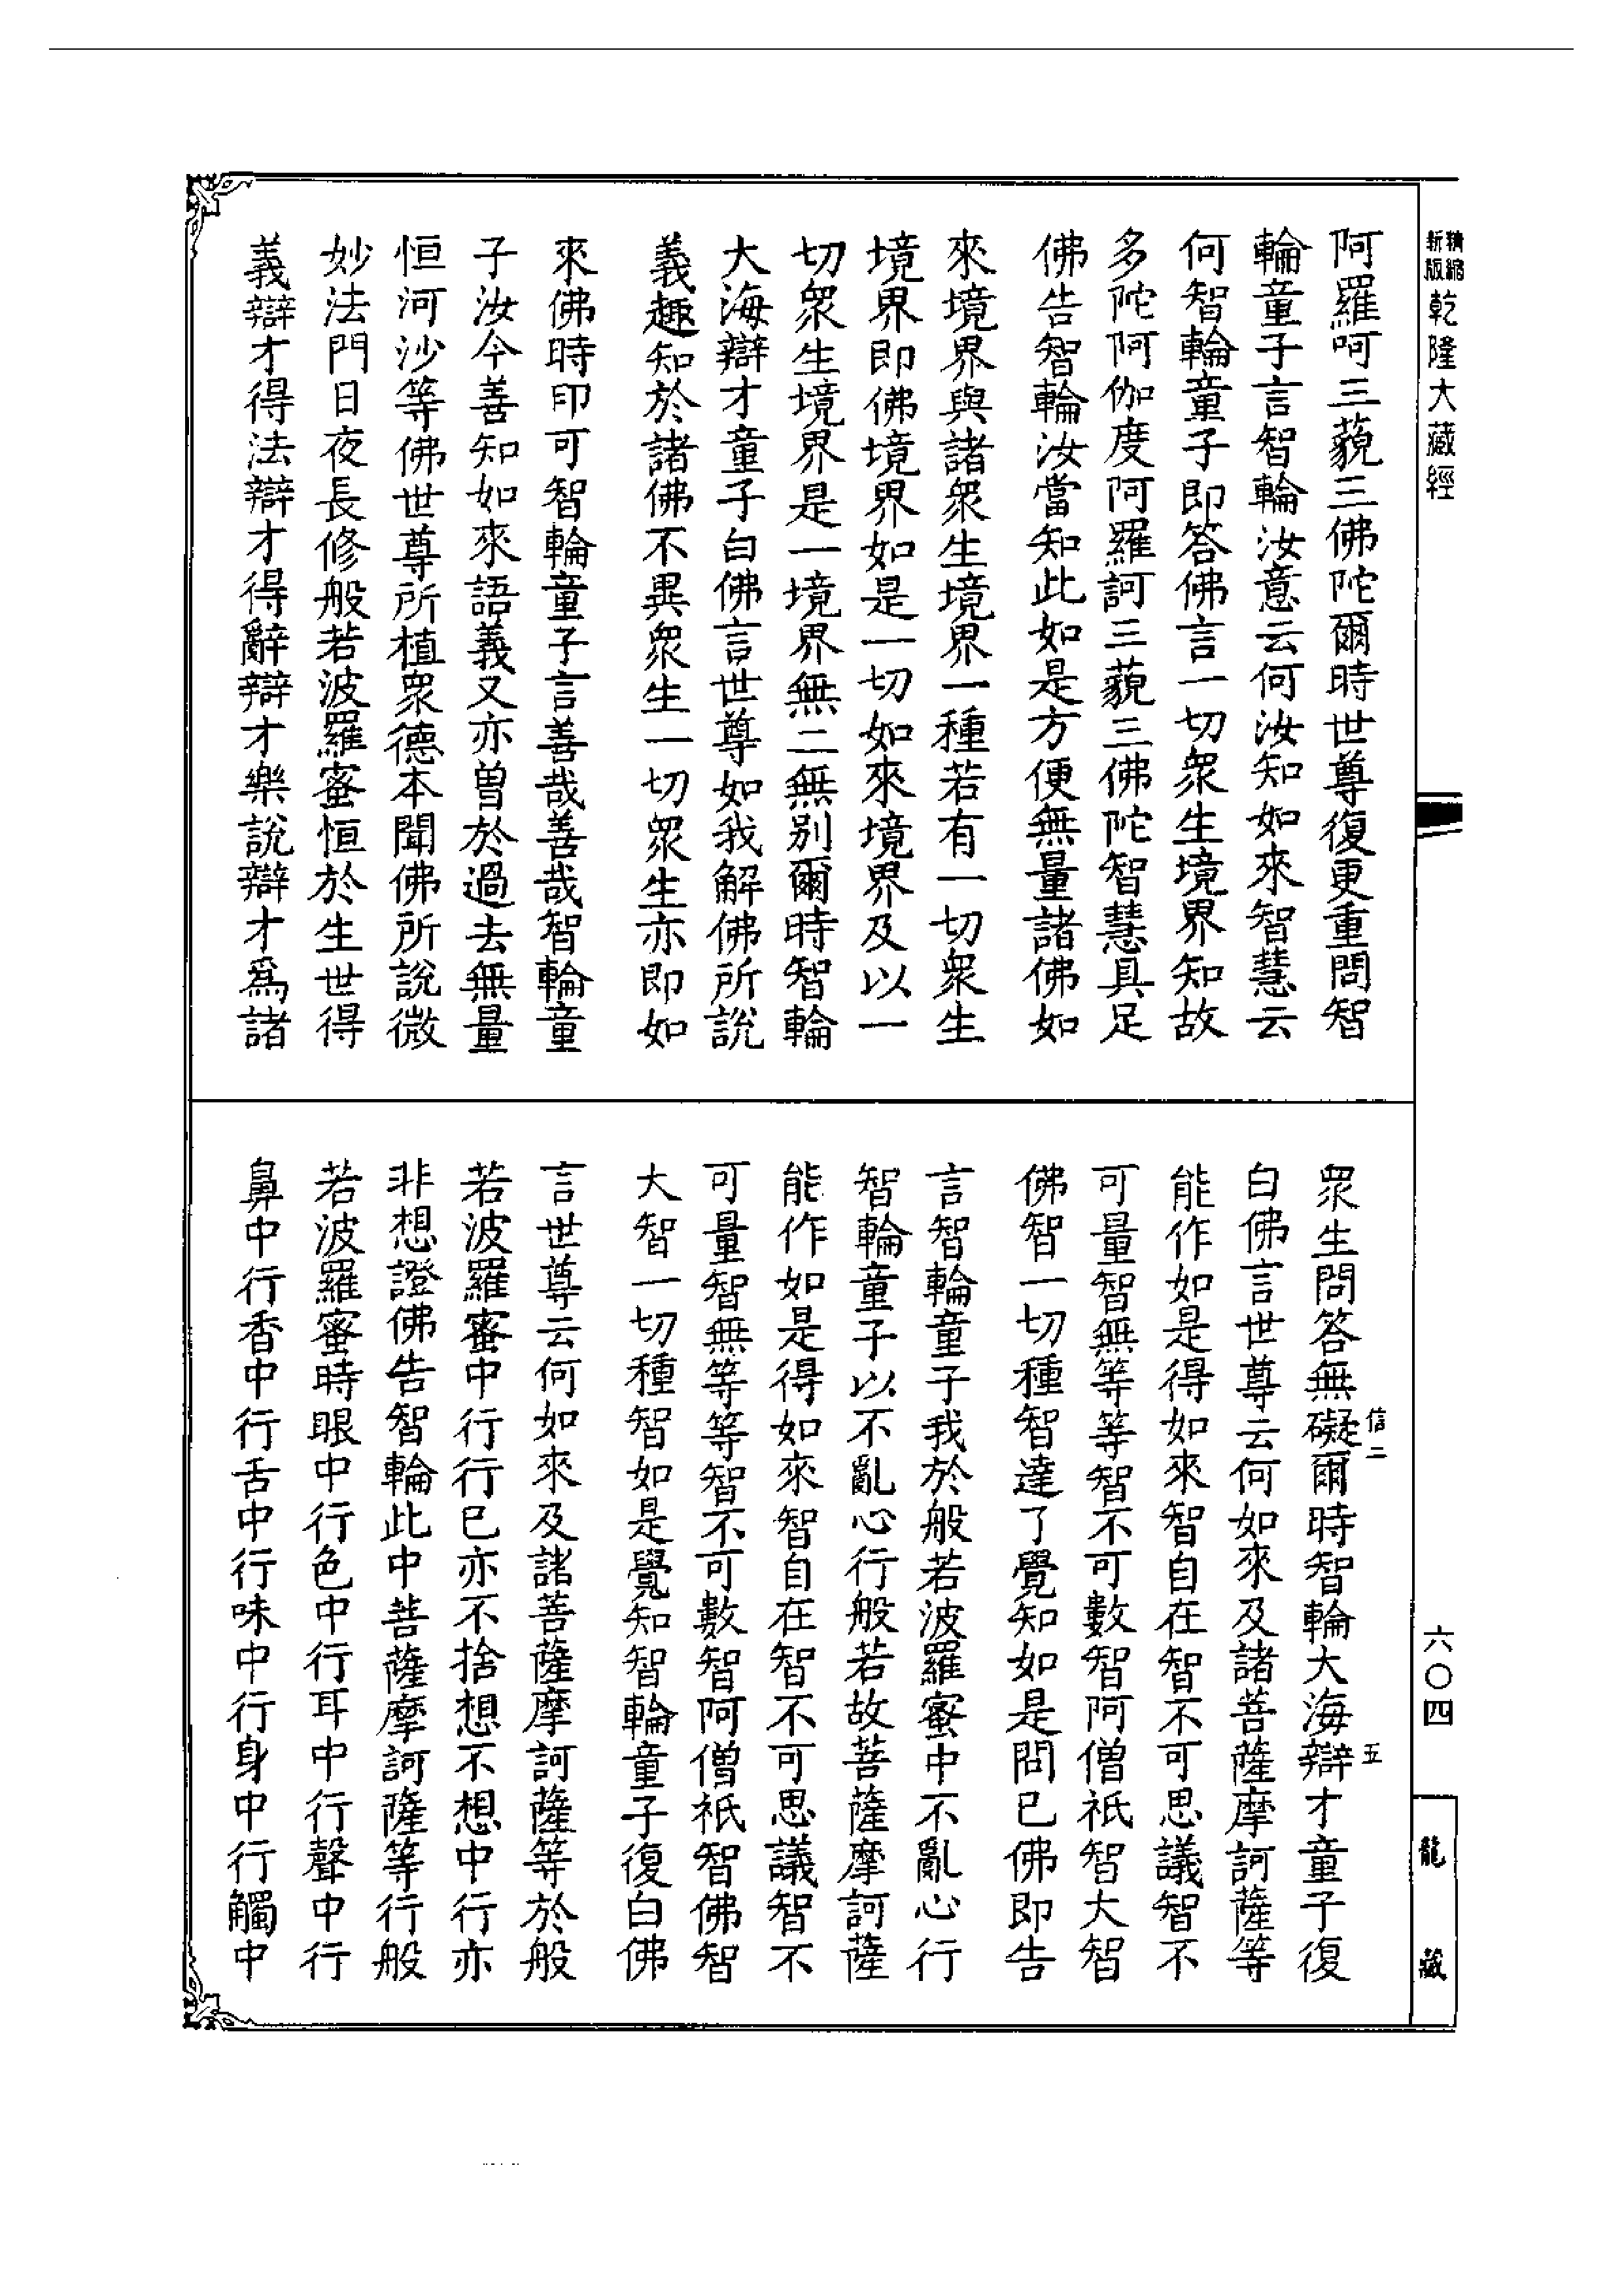 精縮新版乾隆大藏經
阿羅呵三藐三佛陀爾時世尊復更重問智
輪童子言智輪汝意云何汝知如來智慧云
何智輪童子即答佛言一切衆生境界知故
多陀阿伽度阿羅訶三藐三佛陀智慧具足
佛告智輪汝當知此如是方便無量諸佛如
來境界與諸衆生境界一種若有一切衆生
境界即佛境界如是一切如來境界及以一
切衆生境界是一境界無二無別爾時智輪
大海辯才童子白佛言世尊如我解佛所說
義趣知於諸佛不異衆生一切衆生亦即如
來佛時印可智輪童子言善哉善哉智輪童
子汝今善知如來語義又亦曽於過去無量
恒河沙等佛世尊所植衆德本聞佛所說微
妙法門日夜長修般若波羅蜜恒於生世得
義辯才得法辯才得辭辯才樂說辯才爲諸
衆生問答無礙爾時智輪大海辯才童子復
信二
五
白佛言世尊云何如來及諸菩薩摩訶薩等
能作如是得如來智自在智不可思議智不
可量智無等等智不可數智阿僧祇智大智
佛智一切種智達了覺知如是問已佛即告
言智輪童子我於般若波羅蜜中不亂心行
智輪童子以不亂心行般若故菩薩摩訶薩
能作如是得如來智自在智不可思議智不
可量智無等等智不可數智阿僧祇智佛智
大智一切種智如是覺知智輪童子復白佛
言世尊云何如來及諸菩薩摩訶薩等於般
若波羅蜜中行行已亦不捨想不想中行亦
非想證佛告智輪此中菩薩摩訶薩等行般
若波羅蜜時眼中行色中行耳中行聲中行
鼻中行香中行舌中行味中行身中行觸中
六〇四
龍藏